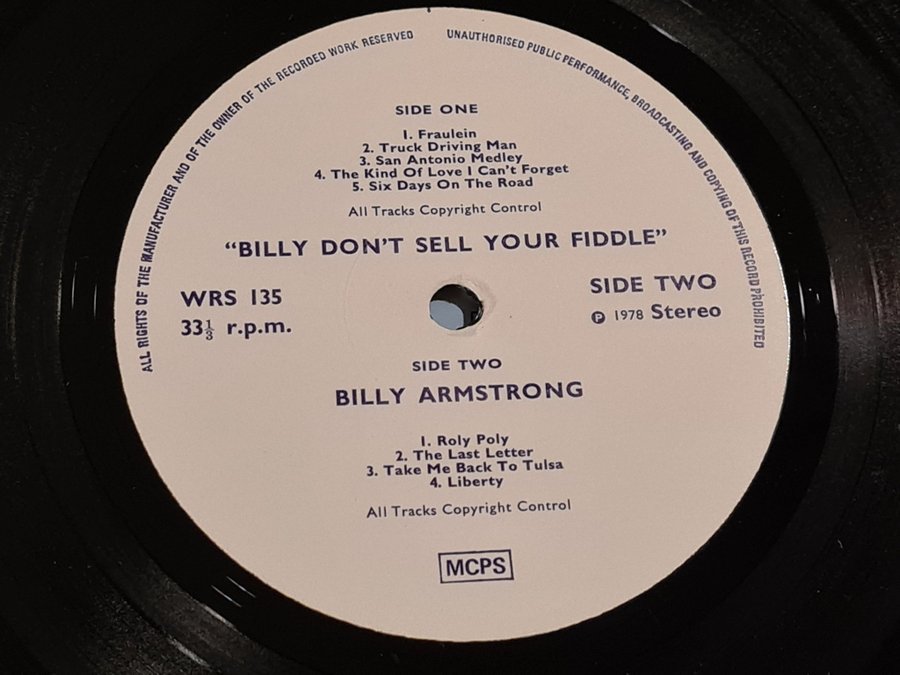 ALL RIGHTS OF THE MANUFACTURER AND OF THE OWNER OF THE RECORDED WORK RESERVED
UNAUTHORISED PUBLIC PERFORMANCE, BROADCASTING AND COPYING OF THIS RECORD PROHIBITED
SIDE ONE
1. Fraulein
2. Truck Driving Man
3. San Antonio Medley
4. The Kind Of Love I Can't Forget
5. Six Days On The Road
All Tracks Copyright Control
"BILLY DON'T SELL YOUR FIDDLE"
WRS 135
33⅓ r.p.m.
SIDE TWO
℗ 1978 Stereo
SIDE TWO
BILLY ARMSTRONG
1. Roly Poly
2. The Last Letter
3. Take Me Back To Tulsa
4. Liberty
All Tracks Copyright Control
MCPS